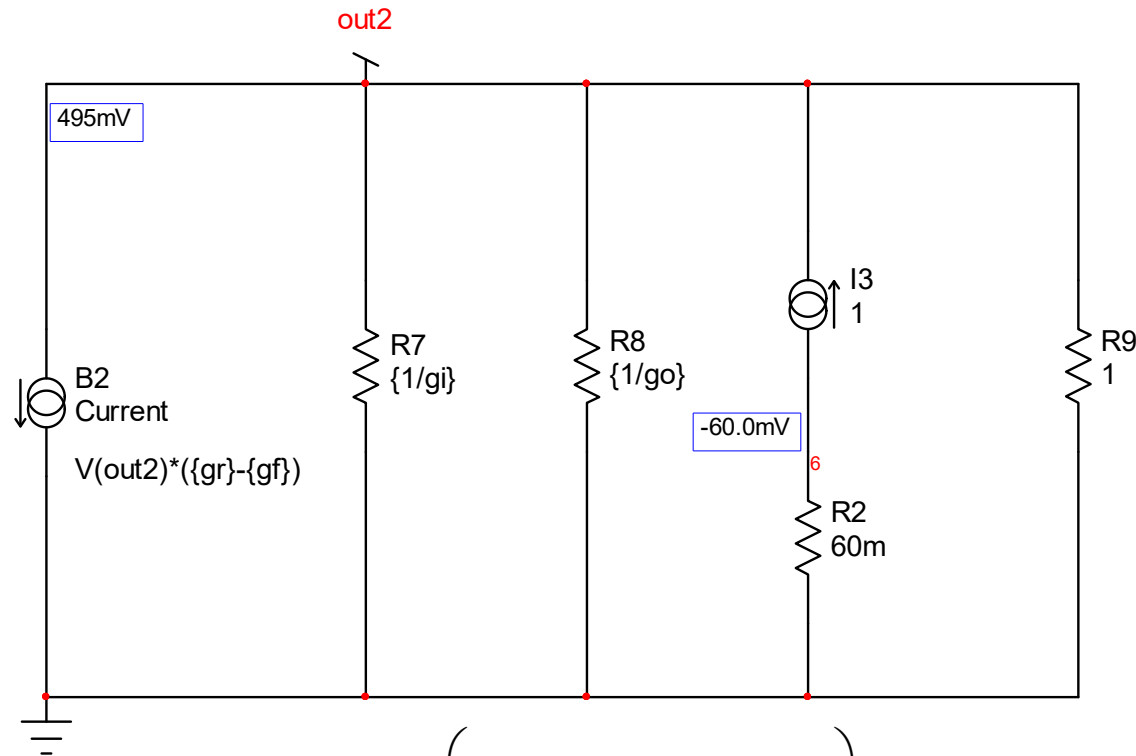 out2
495mV
I3
1
R7
{1/gi}
R8
{1/go}
R9
1
B2
Current
V(out2)*({gr}-{gf})
-60.0mV
6
R2
60m